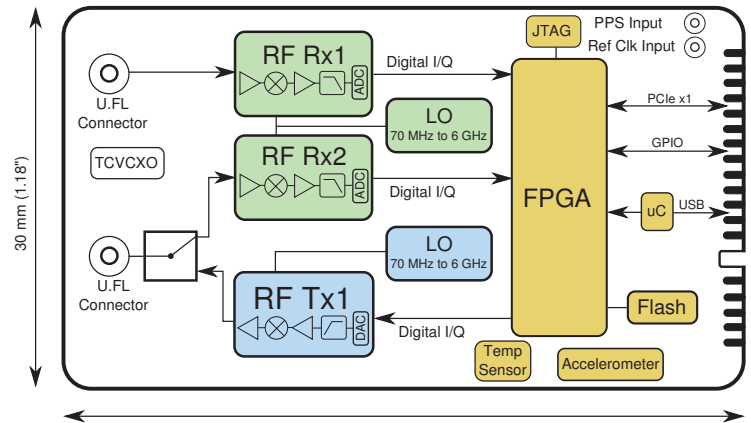 PPS Input
JTAG
Ref Clk Input
RF Rx1
Digital I/Q
ADC
U.FL
Connector
LO
70 MHz to 6 GHz
PCIe x1
TCVCXO
RF Rx2
GPIO
ADC
Digital I/Q
FPGA
uC
USB
30 mm (1.18")
LO
70 MHz to 6 GHz
U.FL
Connector
RF Tx1
DAC
Digital I/Q
Flash
Temp
Sensor
Accelerometer